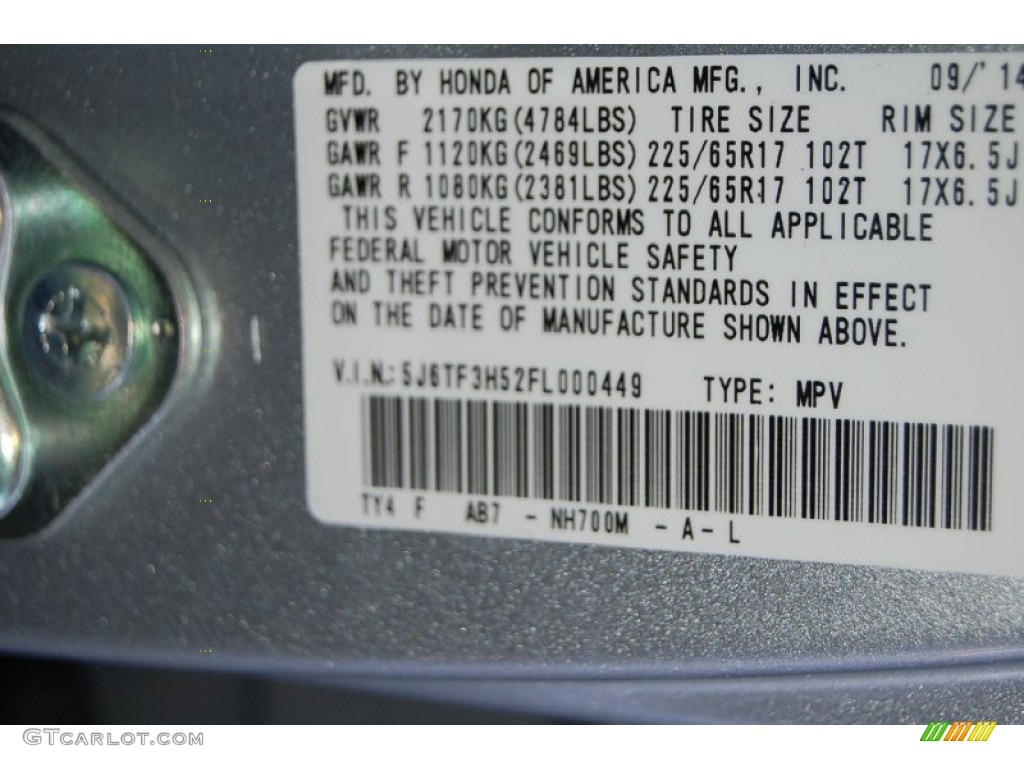 MFD. BY HONDA OF AMERICA MFG., INC. 09/'14
GVWR 2170KG(4784LBS) TIRE SIZE RIM SIZE
GAWR F 1120KG(2469LBS) 225/65R17 102T 17X6.5J
GAWR R 1080KG(2381LBS) 225/65R17 102T 17X6.5J
THIS VEHICLE CONFORMS TO ALL APPLICABLE
FEDERAL MOTOR VEHICLE SAFETY
AND THEFT PREVENTION STANDARDS IN EFFECT
ON THE DATE OF MANUFACTURE SHOWN ABOVE.
V.I.N.: 5J6TF3H52FL000449 TYPE: MPV
TY4 F AB7 - NH700M - A - L
GTCarlot.com